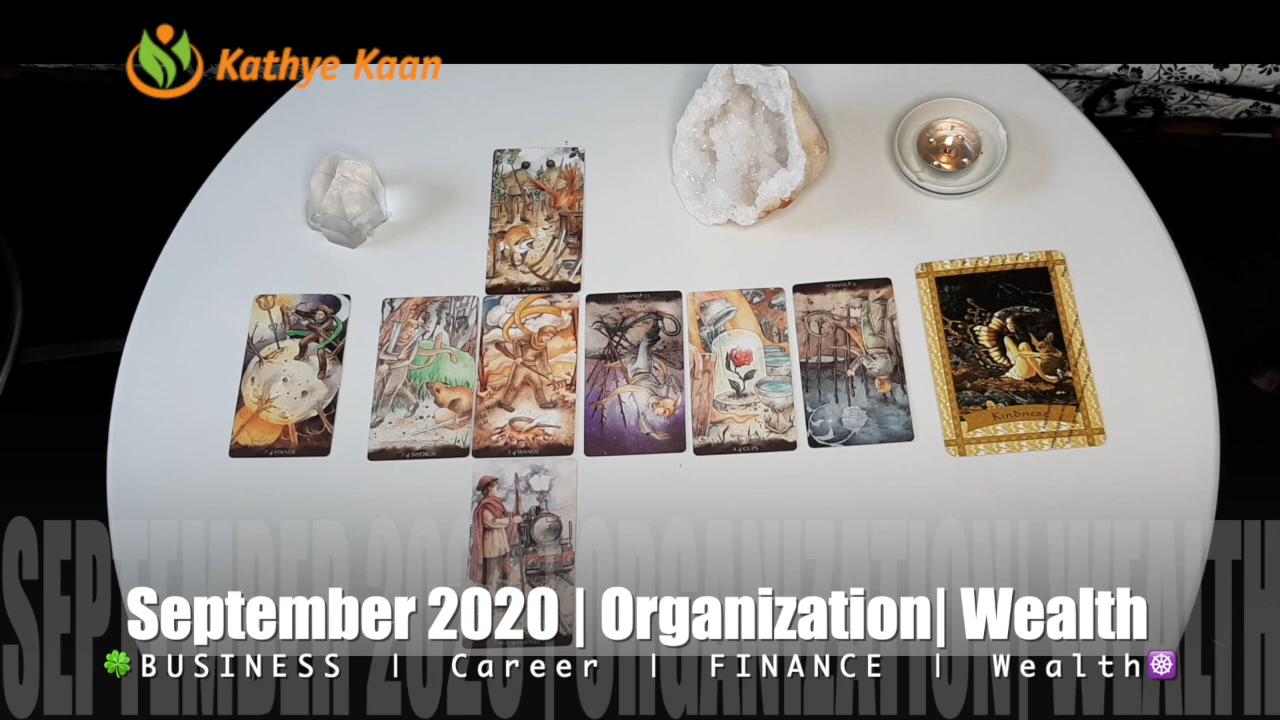 Kathye Kaan
Kindness
September 2020 | Organization| Wealth
🍀BUSINESS | Career | FINANCE | Wealth☸️
SEPTEMBER 2020 | ORGANIZATION| WEALTH